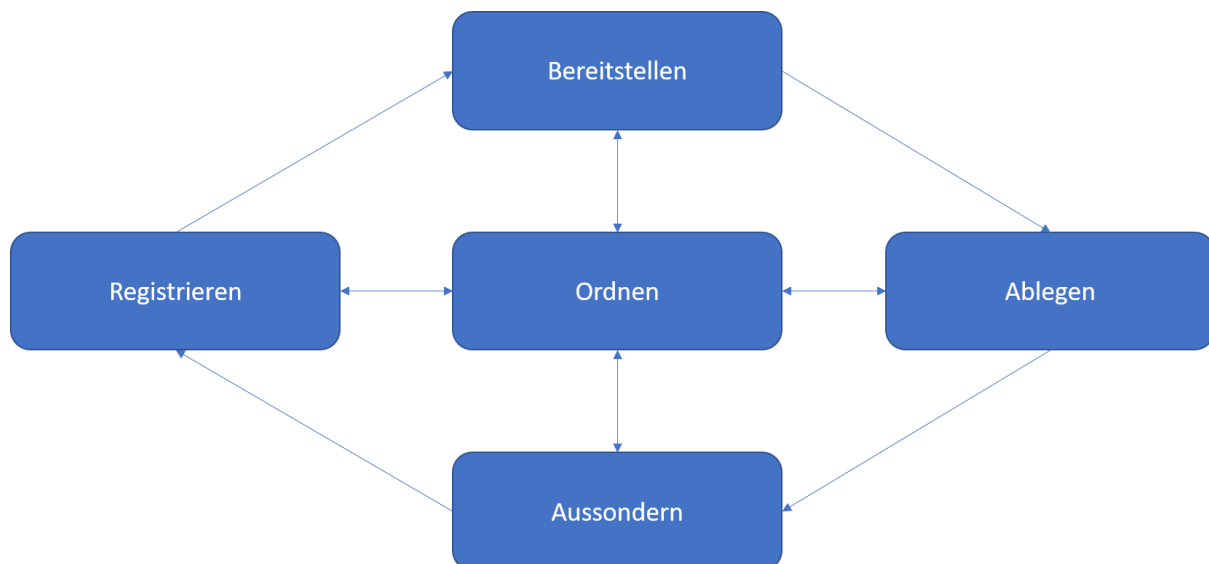 Bereitstellen
Registrieren
Ordnen
Ablegen
Aussondern